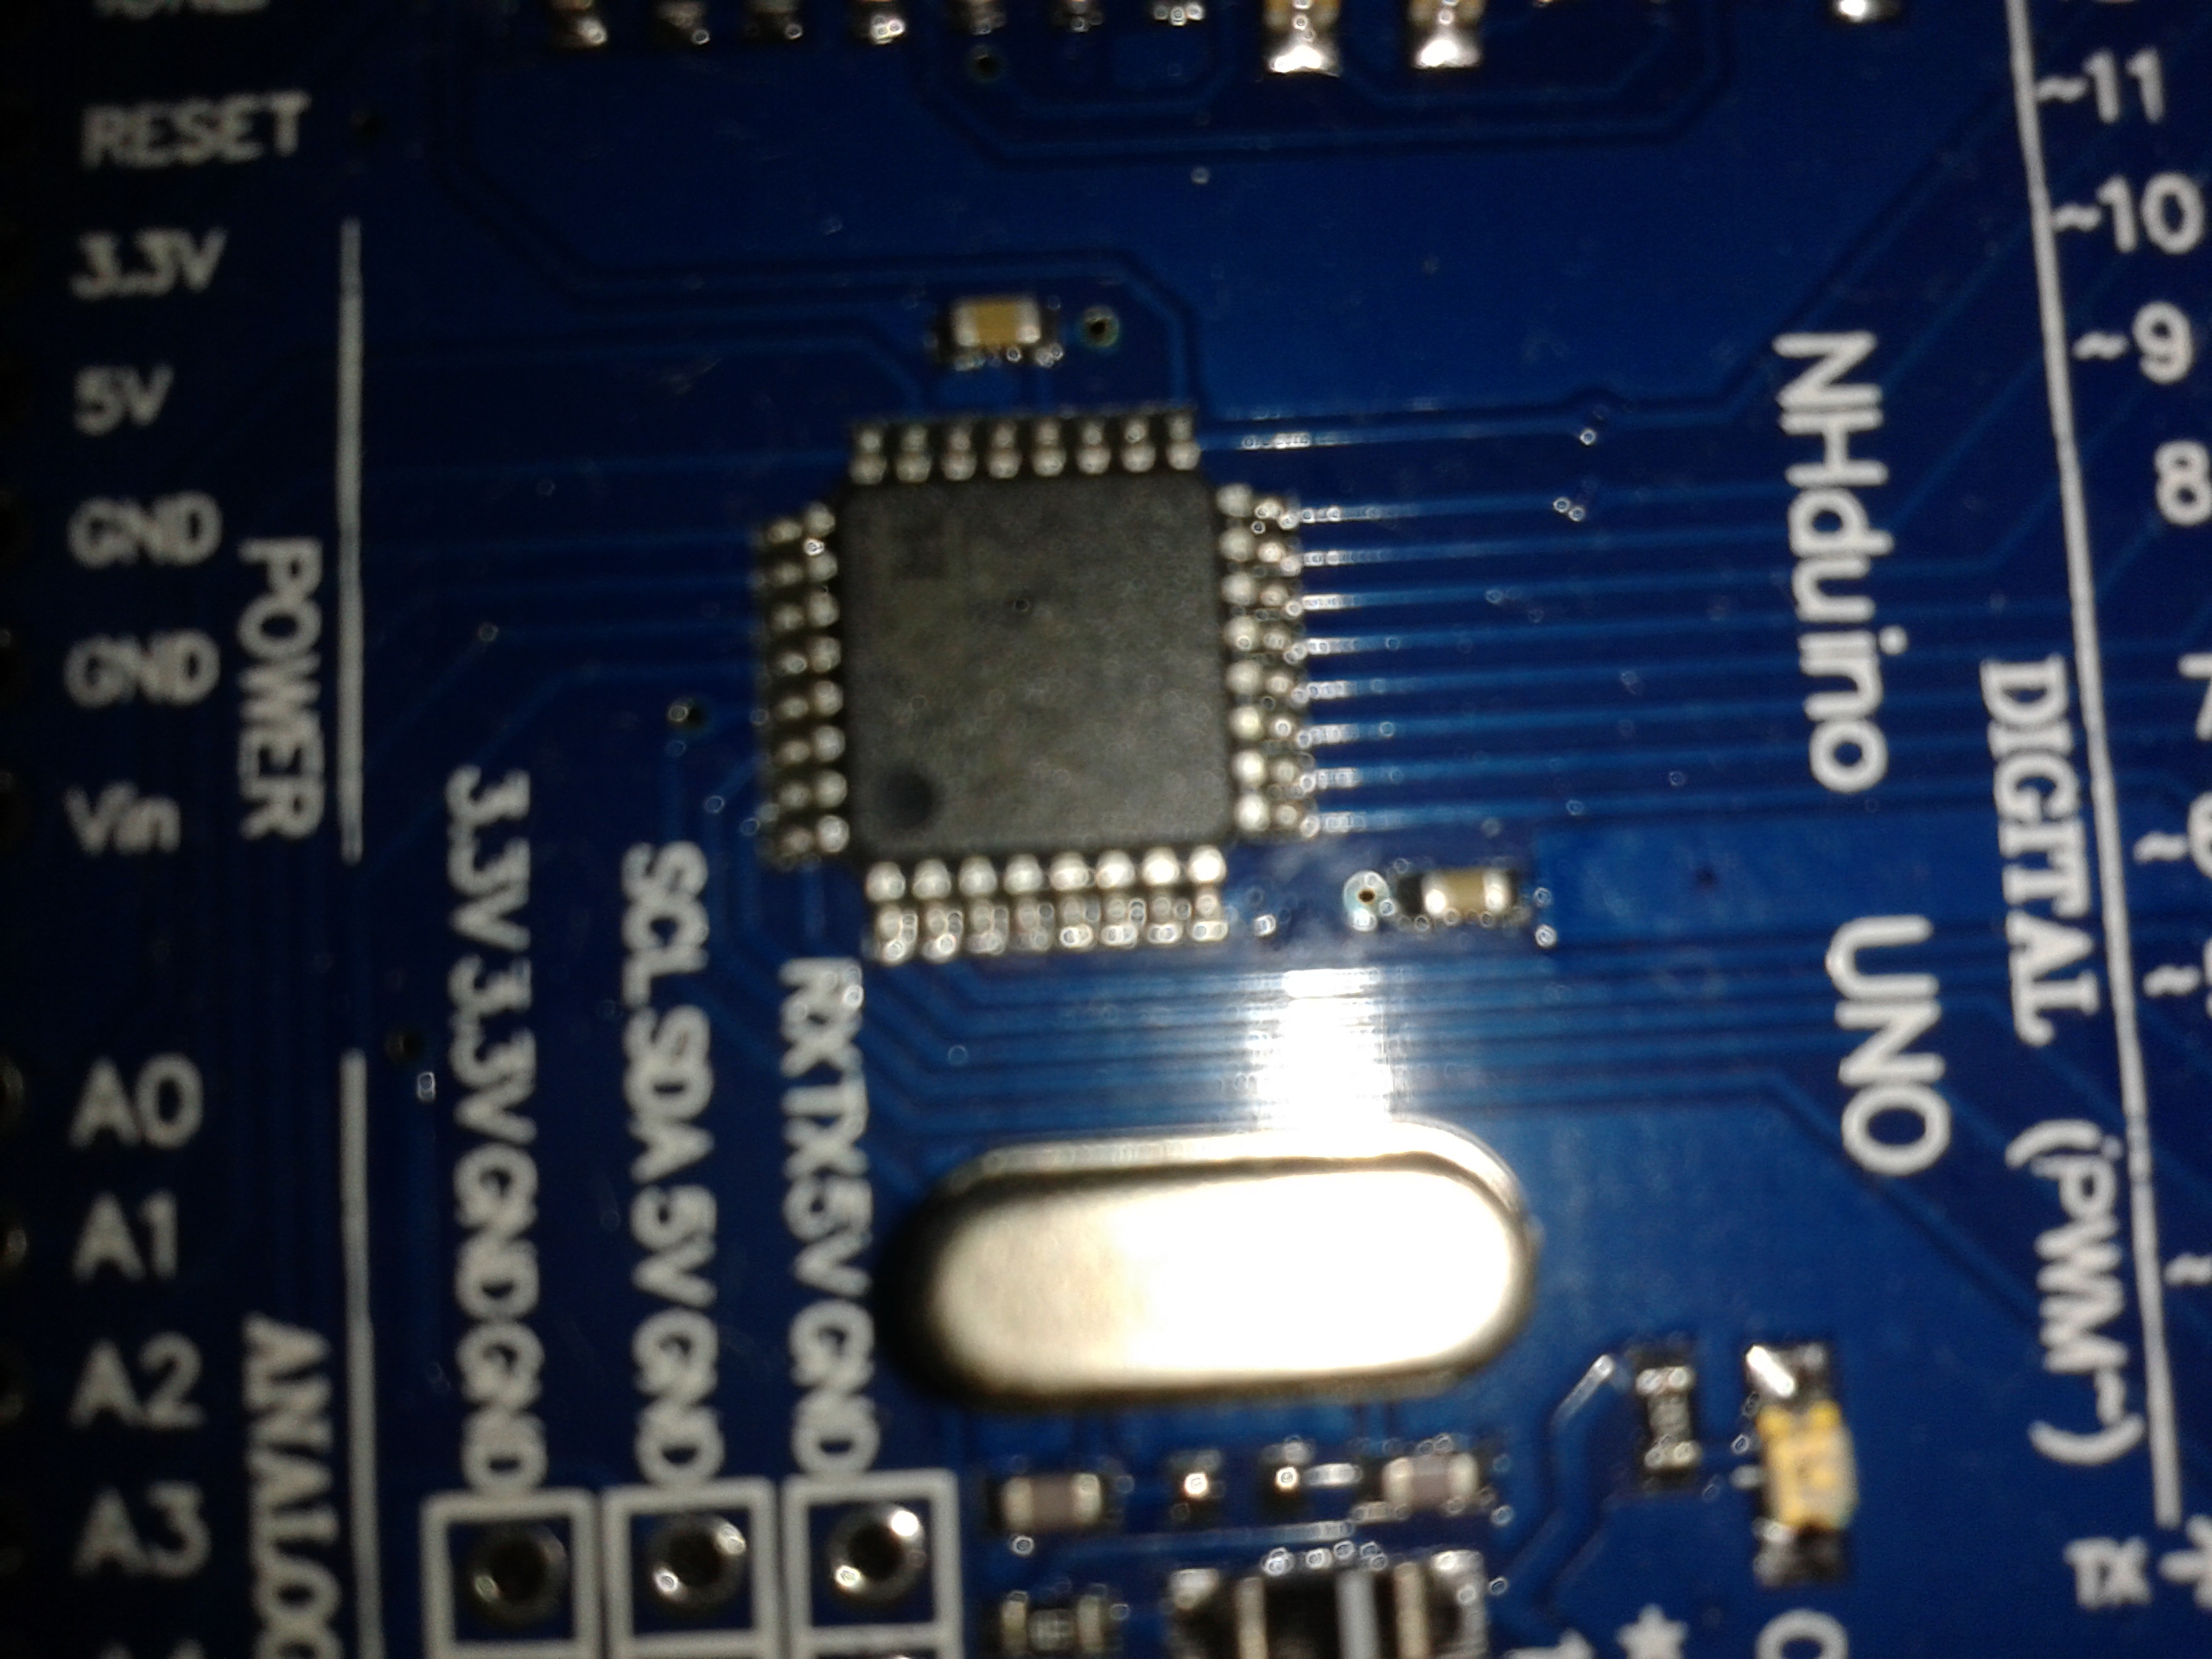 RESET
3.3V
5V
GND
GND
Vin
POWER
A0
A1
A2
A3
3.3V 3.3V GND GND
SCL SDA 5V GND
RX TX 5V GND
NHduino UNO
DIGITAL (PWM~)
~11
~10
~9
8